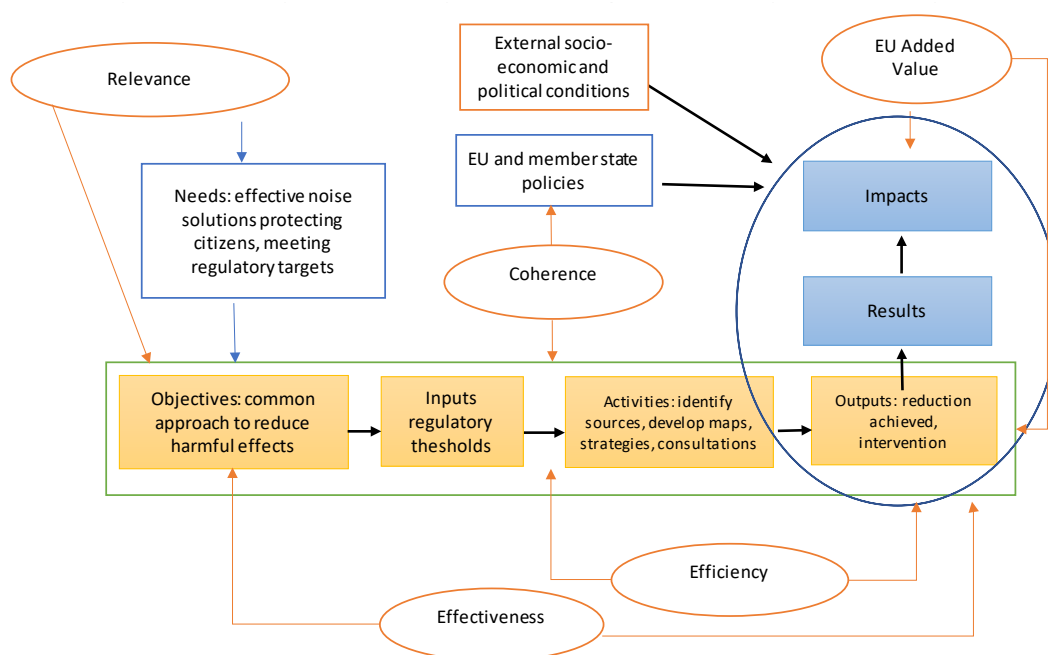 Relevance
External socio-
economic and
political conditions
EU Added
Value
EU and member state
policies
Needs: effective noise
solutions protecting
citizens, meeting
regulatory targets
Impacts
Coherence
Results
Objectives: common
approach to reduce
harmful effects
Inputs
regulatory
thresholds
Activities: identify
sources, develop maps,
strategies, consultations
Outputs: reduction
achieved,
intervention
Efficiency
Effectiveness